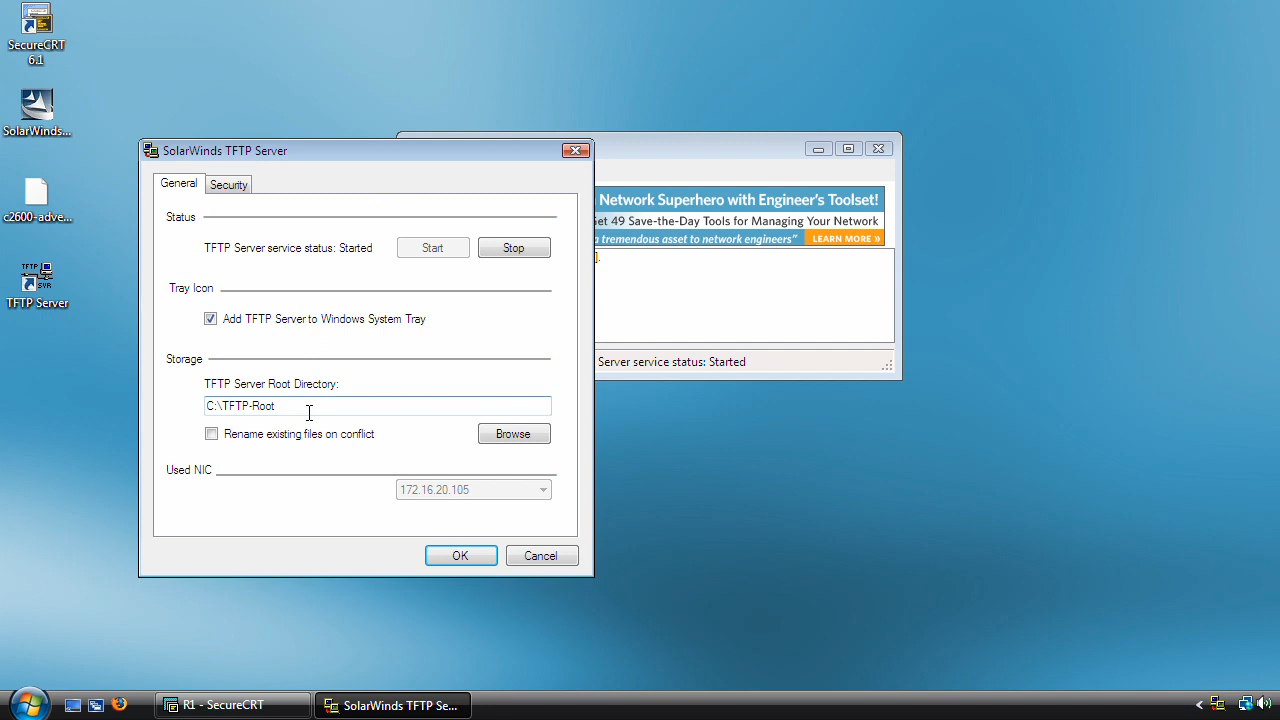 SecureCRT
6.1
SolarWinds...
c2600-adve...
TFTP Server
SolarWinds TFTP Server
General
Security
Status
TFTP Server service status: Started
Start
Stop
Tray Icon
Add TFTP Server to Windows System Tray
Storage
TFTP Server Root Directory:
C:\TFTP-Root
Rename existing files on conflict
Browse
Used NIC
172.16.20.105
OK
Cancel
Network Superhero with Engineer's Toolset!
Get 49 Save-the-Day Tools for Managing Your Network
a tremendous asset to network engineers"
LEARN MORE »
].
Server service status: Started
R1 - SecureCRT
SolarWinds TFTP Se...